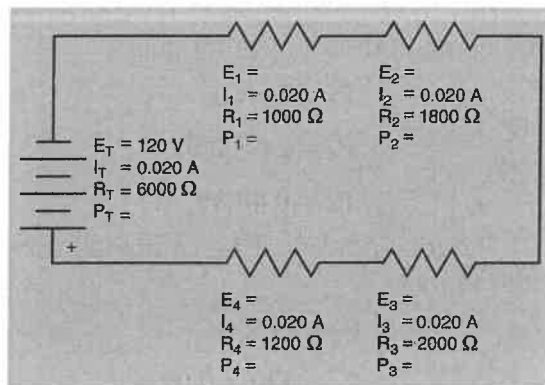 E1 =
I1 = 0.020 A
R1 = 1000 Ω
P1 =
E2 =
I2 = 0.020 A
R2 = 1800 Ω
P2 =
ET = 120 V
IT = 0.020 A
RT = 6000 Ω
PT =
+
E4 =
I4 = 0.020 A
R4 = 1200 Ω
P4 =
E3 =
I3 = 0.020 A
R3 = 2000 Ω
P3 =